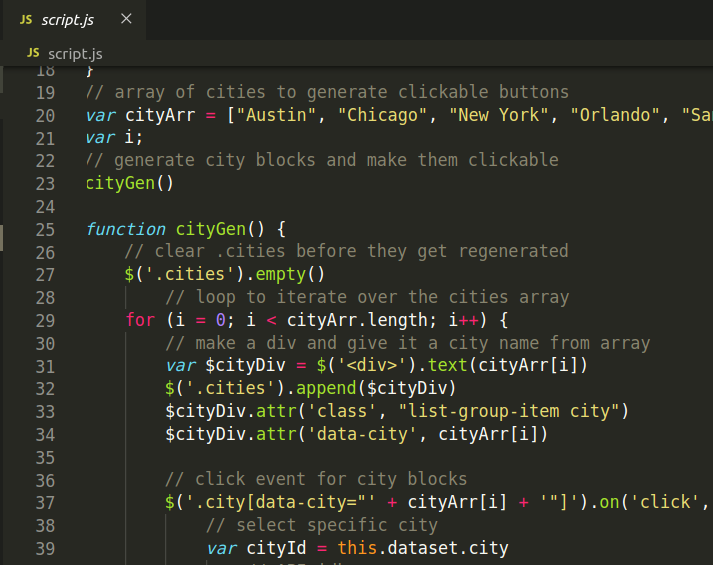 JS script.js ×
JS script.js
18 }
19 // array of cities to generate clickable buttons
20 var cityArr = ["Austin", "Chicago", "New York", "Orlando", "Sa
21 var i;
22 // generate city blocks and make them clickable
23 cityGen()
24
25 function cityGen() {
26 // clear .cities before they get regenerated
27 $('.cities').empty()
28 // loop to iterate over the cities array
29 for (i = 0; i < cityArr.length; i++) {
30 // make a div and give it a city name from array
31 var $cityDiv = $('<div>').text(cityArr[i])
32 $('.cities').append($cityDiv)
33 $cityDiv.attr('class', "list-group-item city")
34 $cityDiv.attr('data-city', cityArr[i])
35
36 // click event for city blocks
37 $('.city[data-city="' + cityArr[i] + '"]').on('click',
38 // select specific city
39 var cityId = this.dataset.city